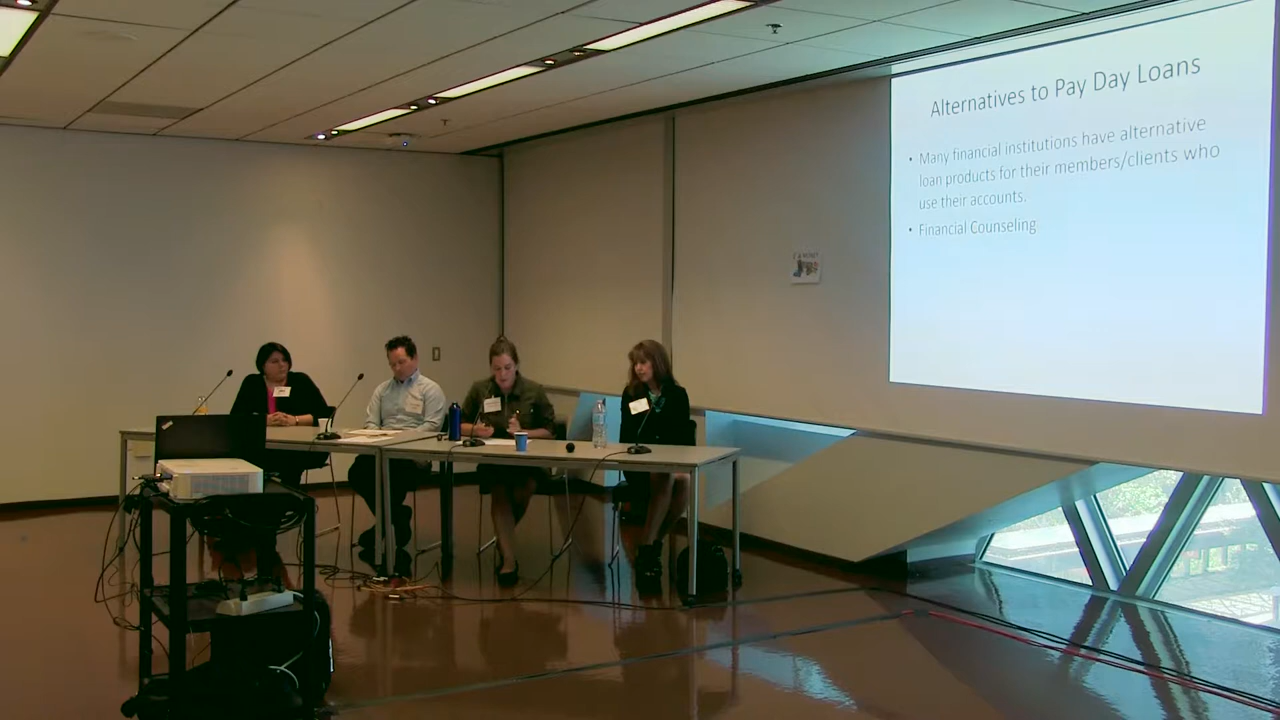 Alternatives to Pay Day Loans
• Many financial institutions have alternative
loan products for their members/clients who
use their accounts.
• Financial Counseling